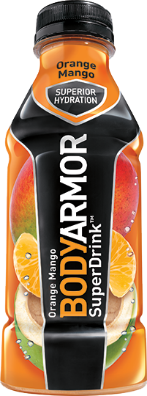 Orange
Mango
SUPERIOR
HYDRATION
Orange Mango
BODYARMOR
SuperDrink™